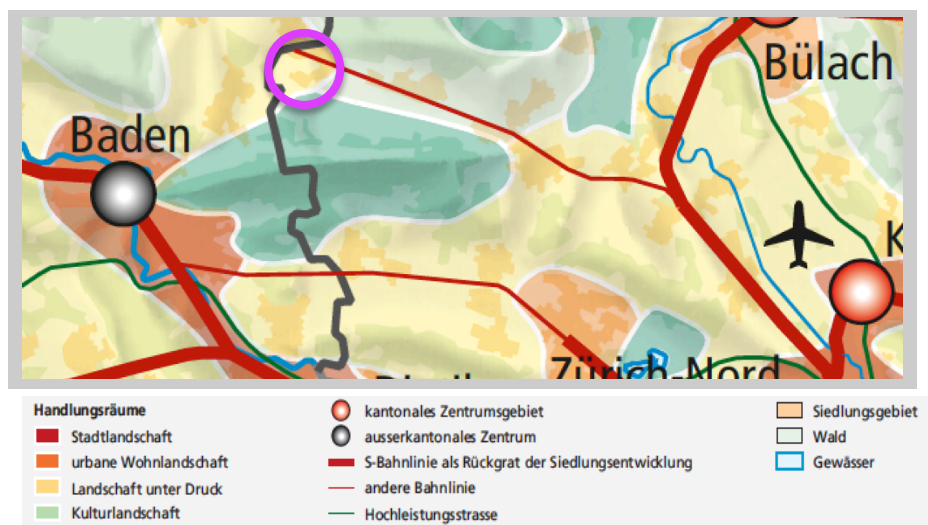 Bülach
Baden
K
Zürich-Nord
Handlungsräume
Stadtlandschaft
urbane Wohnlandschaft
Landschaft unter Druck
Kulturlandschaft
kantonales Zentrumsgebiet
ausserkantonales Zentrum
S-Bahnlinie als Rückgrat der Siedlungsentwicklung
andere Bahnlinie
Hochleistungsstrasse
Siedlungsgebiet
Wald
Gewässer